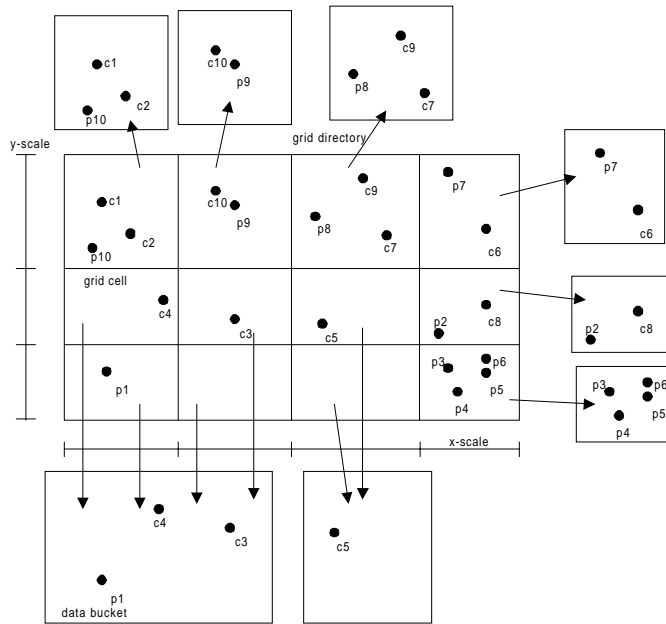 c1
c2
p10
c10
p9
c9
p8
c7
grid directory
y-scale
p7
c6
c1
c2
p10
c10
p9
c9
p8
c7
p7
c6
grid cell
c4
c3
c5
p2
c8
p2
c8
p1
p3
p6
p5
p4
p3
p6
p5
p4
x-scale
c4
c3
p1
data bucket
c5